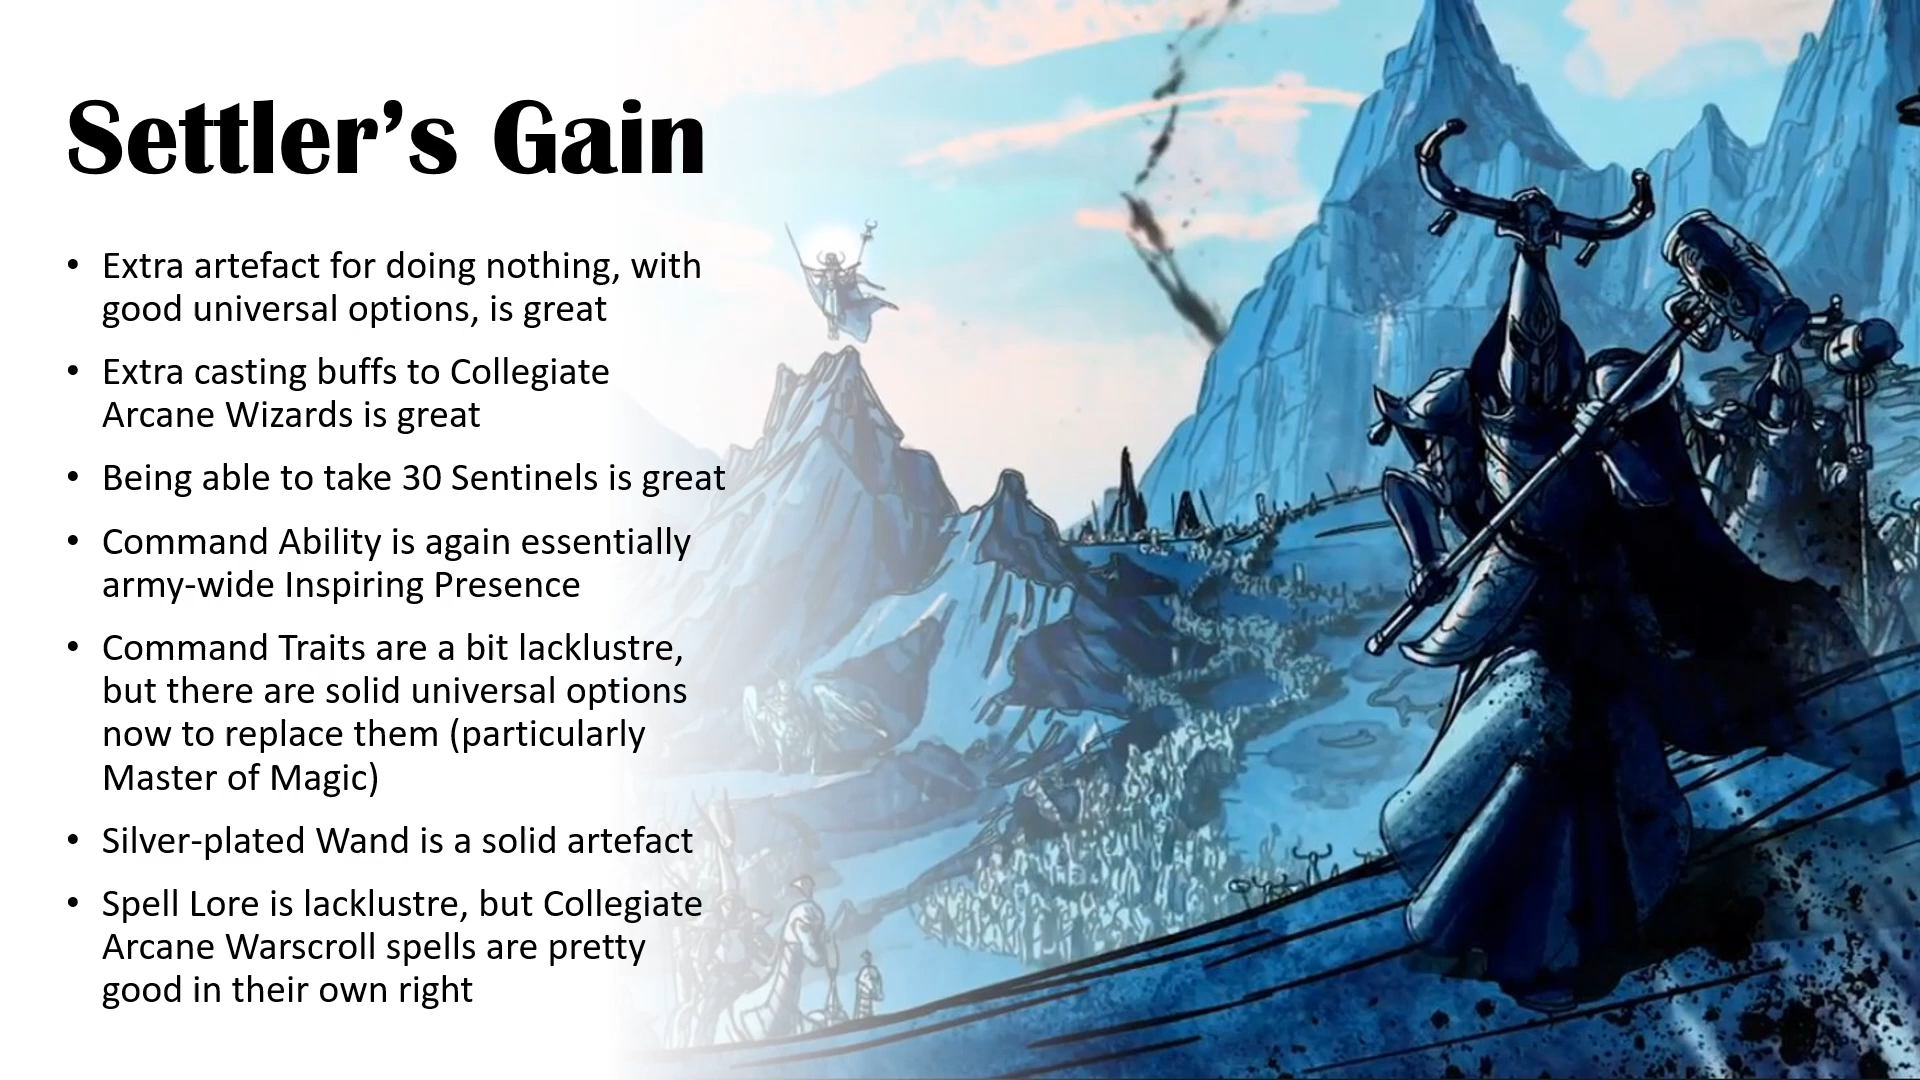 Settler’s Gain
• Extra artefact for doing nothing, with
good universal options, is great
• Extra casting buffs to Collegiate
Arcane Wizards is great
• Being able to take 30 Sentinels is great
• Command Ability is again essentially
army-wide Inspiring Presence
• Command Traits are a bit lacklustre,
but there are solid universal options
now to replace them (particularly
Master of Magic)
• Silver-plated Wand is a solid artefact
• Spell Lore is lacklustre, but Collegiate
Arcane Warscroll spells are pretty
good in their own right